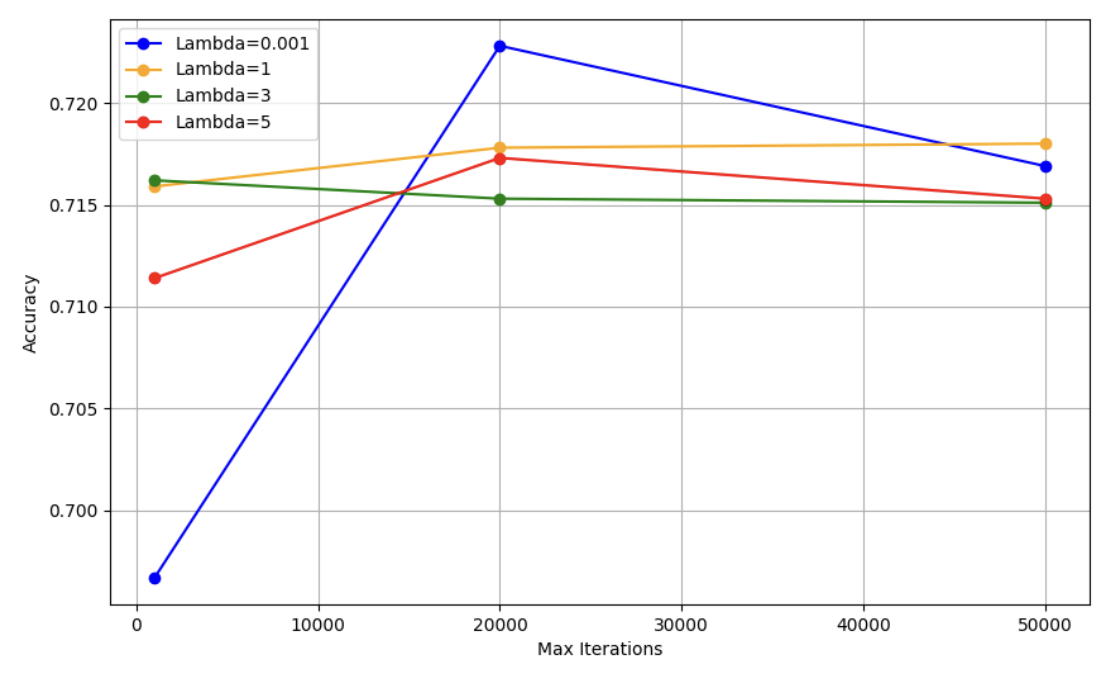 Lambda=0.001
Lambda=1
Lambda=3
Lambda=5
0.720
0.715
0.710
0.705
0.700
Accuracy
0 10000 20000 30000 40000 50000
Max Iterations